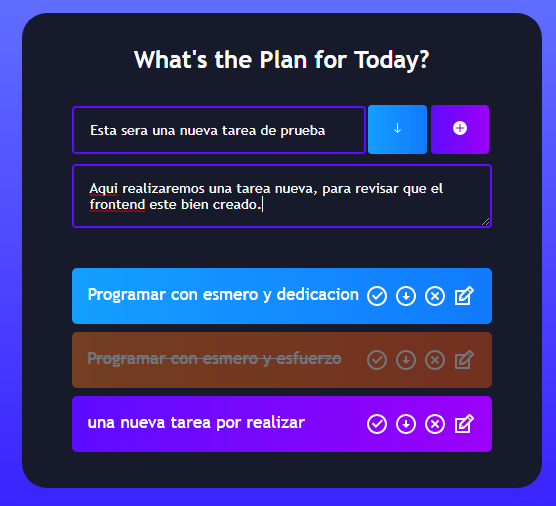 What's the Plan for Today?
Esta sera una nueva tarea de prueba
Aqui realizaremos una tarea nueva, para revisar que el
frontend este bien creado.
Programar con esmero y dedicacion
Programar con esmero y esfuerzo
una nueva tarea por realizar